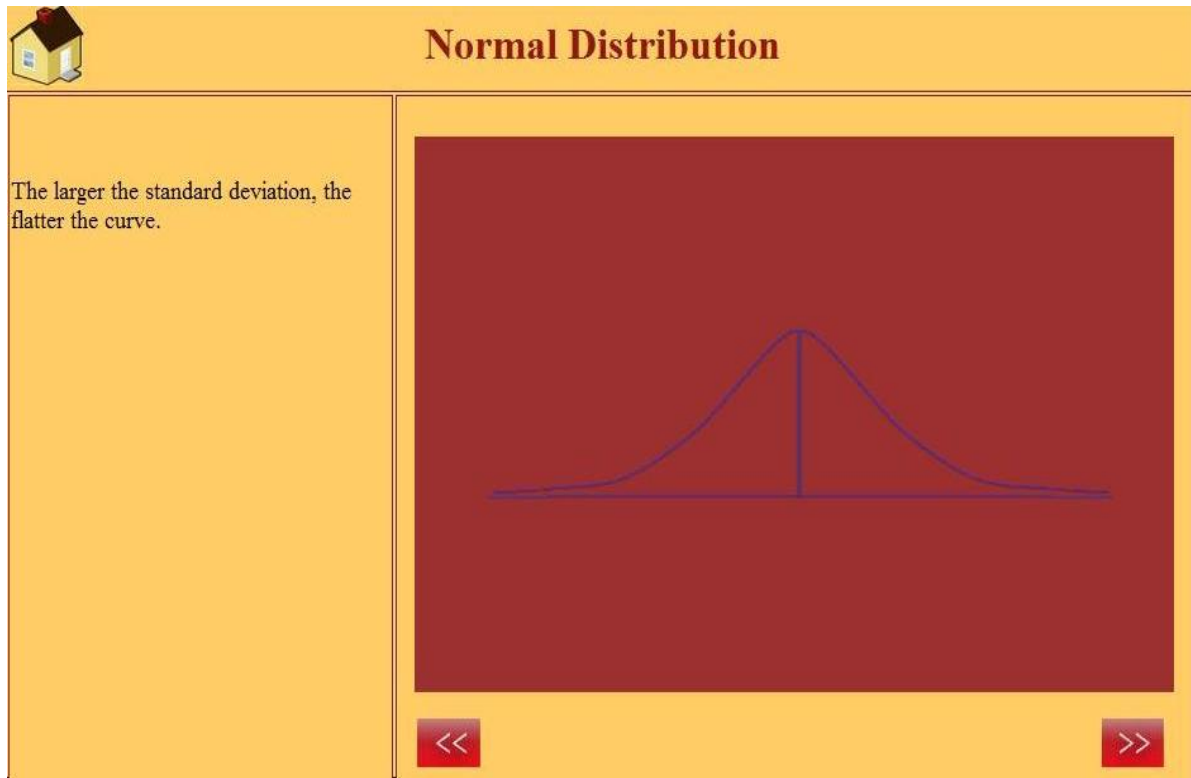 Normal Distribution
The larger the standard deviation, the
flatter the curve.
<<
>>